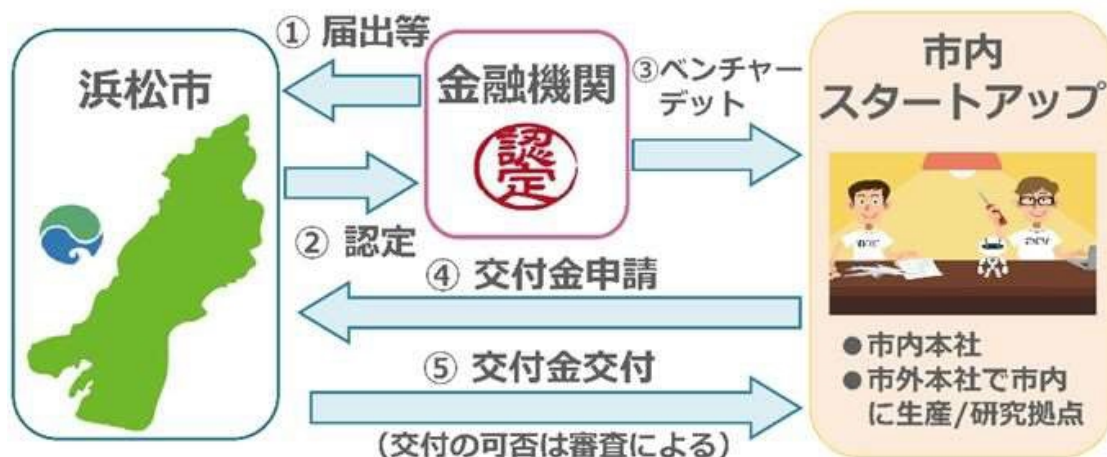 ① 届出等
浜松市
金融機関
認定
③ベンチャー
デット
市内
スタートアップ
② 認定
④ 交付金申請
⑤ 交付金交付
（交付の可否は審査による）
●市内本社
●市外本社で市内
に生産/研究拠点